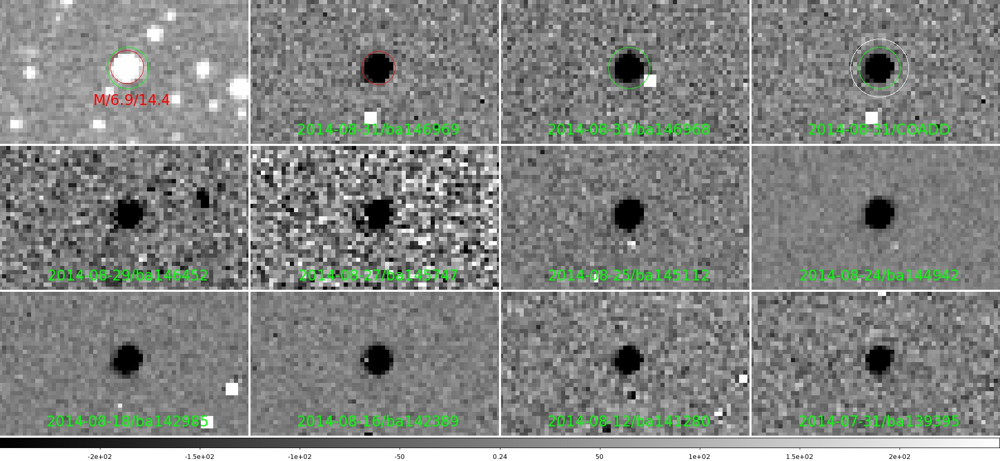 M/6.9/14.4
2014-08-31/ba146969
2014-08-31/ba146968
2014-08-31/COADD
2014-08-29/ba146452
2014-08-27/ba145747
2014-08-25/ba145112
2014-08-24/ba144942
2014-08-18/ba142985
2014-08-16/ba142389
2014-08-12/ba141280
2014-07-31/ba139395
-2e+02 -1.5e+02 -1e+02 -50 0.24 50 1e+02 1.5e+02 2e+02